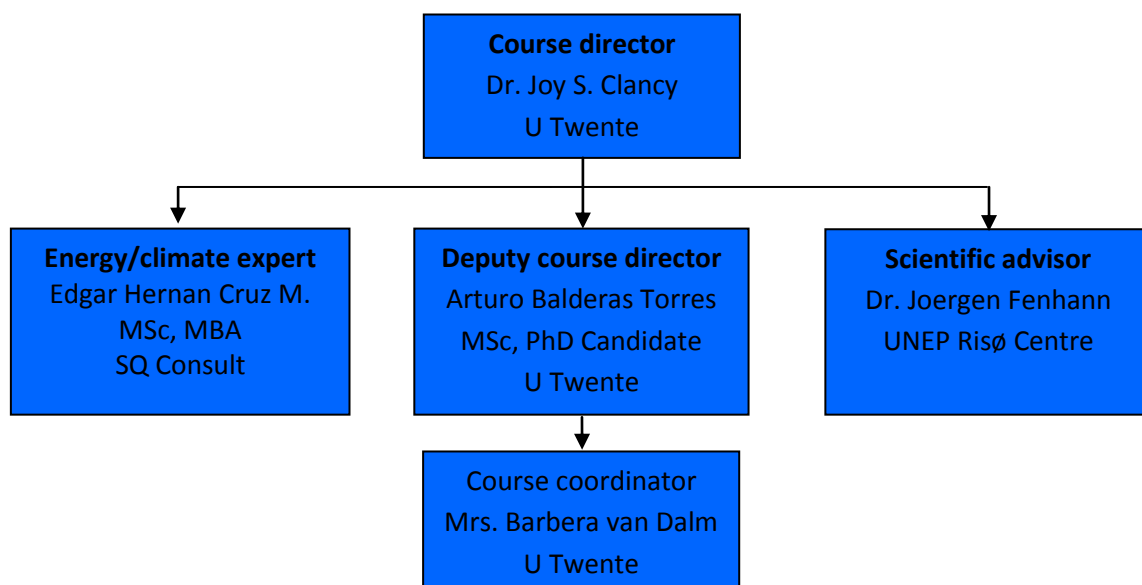 Course director
Dr. Joy S. Clancy
U Twente
Energy/climate expert
Edgar Hernan Cruz M.
MSc, MBA
SQ Consult
Deputy course director
Arturo Balderas Torres
MSc, PhD Candidate
U Twente
Scientific advisor
Dr. Joergen Fenhann
UNEP Risø Centre
Course coordinator
Mrs. Barbera van Dalm
U Twente